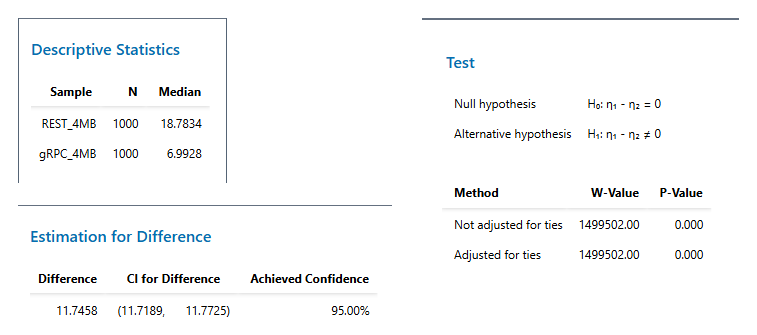 Descriptive Statistics
Sample N Median
REST_4MB 1000 18.7834
gRPC_4MB 1000 6.9928
Estimation for Difference
Difference CI for Difference Achieved Confidence
11.7458 (11.7189, 11.7725) 95.00%
Test
Null hypothesis H₀: η₁ - η₂ = 0
Alternative hypothesis H₁: η₁ - η₂ ≠ 0
Method W-Value P-Value
Not adjusted for ties 1499502.00 0.000
Adjusted for ties 1499502.00 0.000